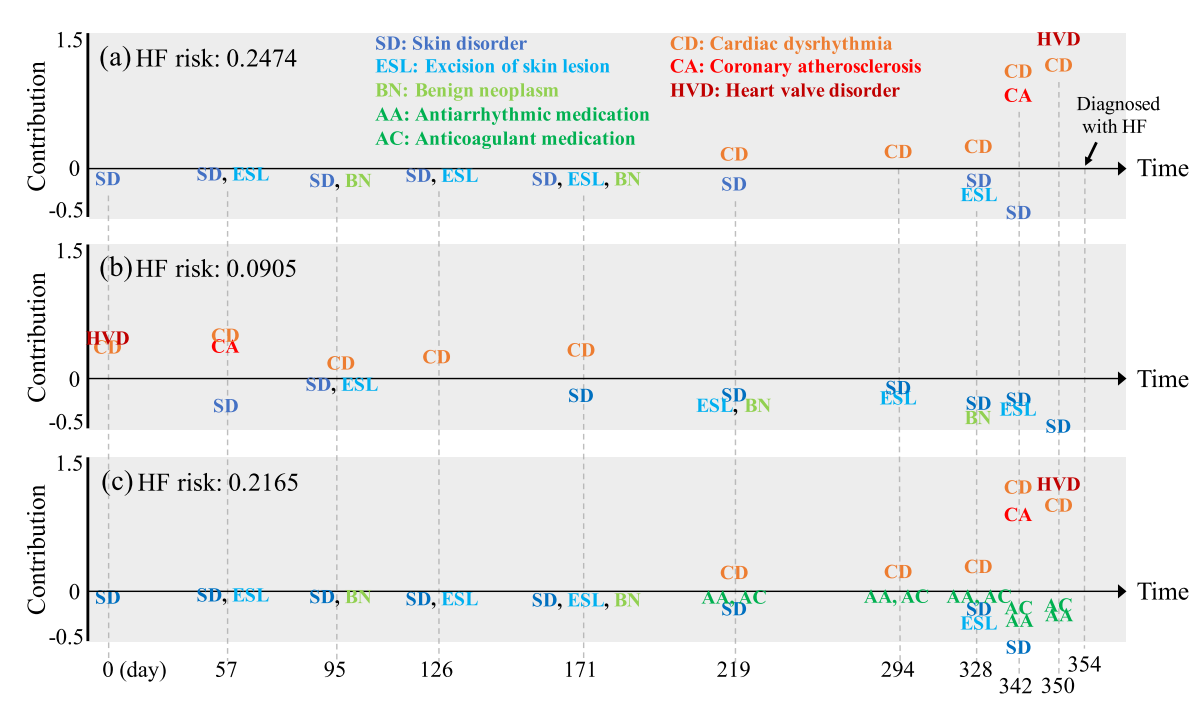 1.5
(a) HF risk: 0.2474
SD: Skin disorder
CD: Cardiac dysrhythmia
HVD
ESL: Excision of skin lesion
CA: Coronary atherosclerosis
CD CD
BN: Benign neoplasm
HVD: Heart valve disorder
CA
AA: Antiarrhythmic medication
AC: Anticoagulant medication
Diagnosed
with HF
Contribution
CD CD CD
0
Time
SD SD, ESL SD, BN SD, ESL SD, ESL, BN SD SD
ESL
-0.5
SD
1.5
(b) HF risk: 0.0905
Contribution
HVD
CD
CD
CA
CD CD CD
0
Time
SD SD, ESL SD SD SD SD SD
ESL, BN ESL BN ESL
-0.5
SD
1.5
(c) HF risk: 0.2165
Contribution
CD HVD
CA CD
CD CD CD
0
Time
SD SD, ESL SD, BN SD, ESL SD, ESL, BN AA, AC AA, AC AA, AC AC AC
SD SD AA AA
ESL
-0.5
SD
0 (day) 57 95 126 171 219 294 328 354
342 350